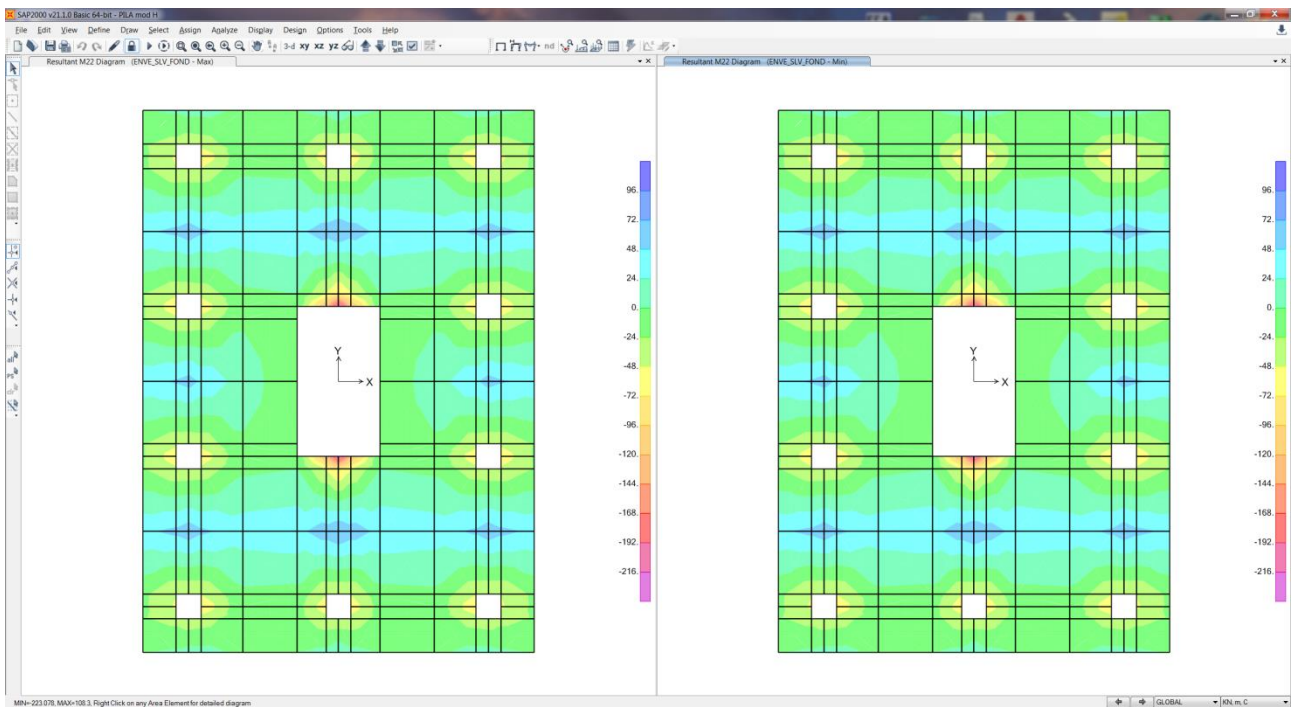 SAP2000 v21.1.0 Basic 64-bit - PILA mod H
File Edit View Define Draw Select Assign Analyze Display Design Options Tools Help
3-d xy xz yz nd
Resultant M22 Diagram (ENVE_SLV_FOND - Max)
Resultant M22 Diagram (ENVE_SLV_FOND - Min)
Y
X
96.
72.
48.
24.
0.
-24.
-48.
-72.
-96.
-120.
-144.
-168.
-192.
-216.
Y
X
96.
72.
48.
24.
0.
-24.
-48.
-72.
-96.
-120.
-144.
-168.
-192.
-216.
MIN=-223.078, MAX=108.3, Right Click on any Area Element for detailed diagram
GLOBAL
KN, m, C